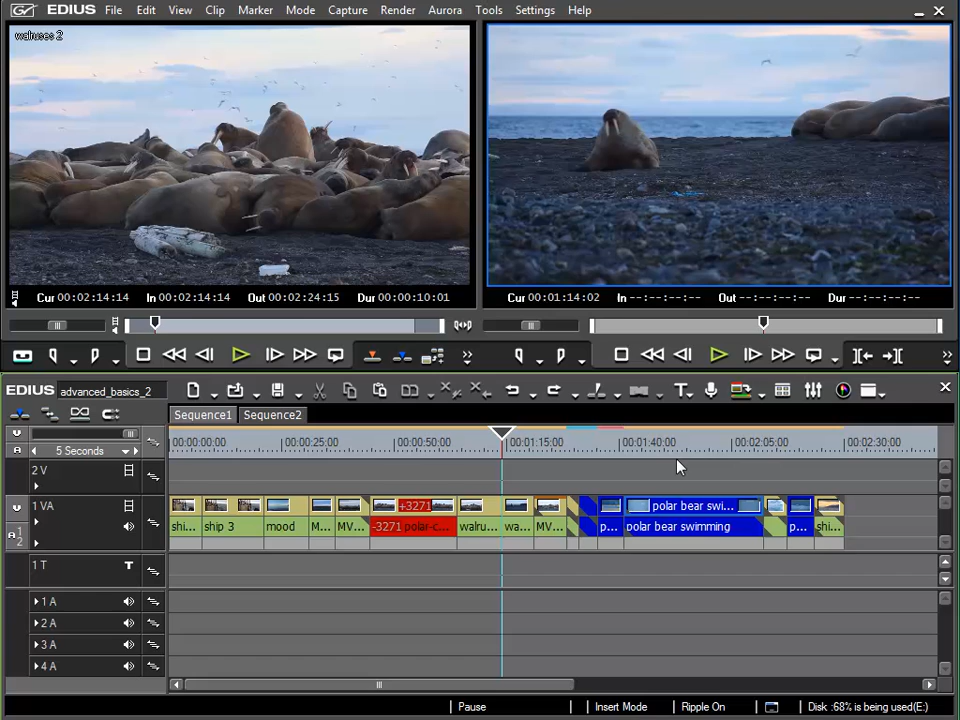 EDIUS File Edit View Clip Marker Mode Capture Render Aurora Tools Settings Help
walruses 2
Cur 00:02:14:14 In 00:02:14:14 Out 00:02:24:15 Dur 00:00:10:01
Cur 00:01:14:02 In --:--:--:-- Out --:--:--:-- Dur --:--:--:--
EDIUS advanced_basics_2
Sequence1 Sequence2
5 Seconds
00:00:00:00 00:00:25:00 00:00:50:00 00:01:15:00 00:01:40:00 00:02:05:00 00:02:30:00
2 V
1 VA
+3271 polar bear swi...
shi... ship 3 mood M... MV... -3271 polar-c... walru... wa... MV... p... polar bear swimming p... shi...
1 2
1 T T
1 A
2 A
3 A
4 A
Pause Insert Mode Ripple On Disk :68% is being used(E:)